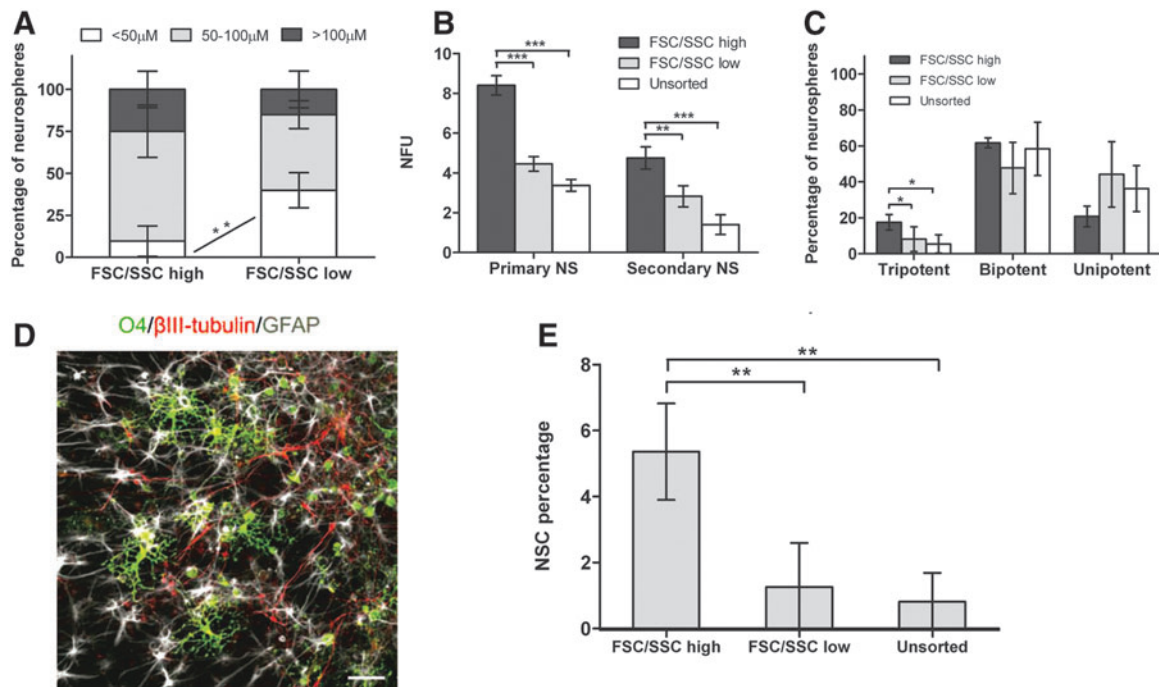 A
<50µM 50-100µM >100µM
Percentage of neurospheres
100
75
50
25
0
* *
FSC/SSC high FSC/SSC low
B
FSC/SSC high
FSC/SSC low
Unsorted
NFU
10
8
6
4
2
0
***
***
***
**
Primary NS Secondary NS
C
FSC/SSC high
FSC/SSC low
Unsorted
Percentage of neurospheres
100
80
60
40
20
0
*
*
Tripotent Bipotent Unipotent
D
O4/βIII-tubulin/GFAP
E
NSC percentage
8
6
4
2
0
**
**
FSC/SSC high FSC/SSC low Unsorted